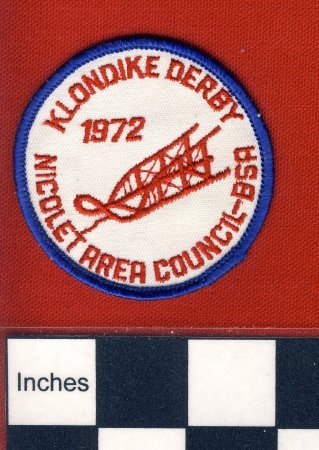 KLONDIKE DERBY
1972
NICOLET AREA COUNCIL-BSA
Inches